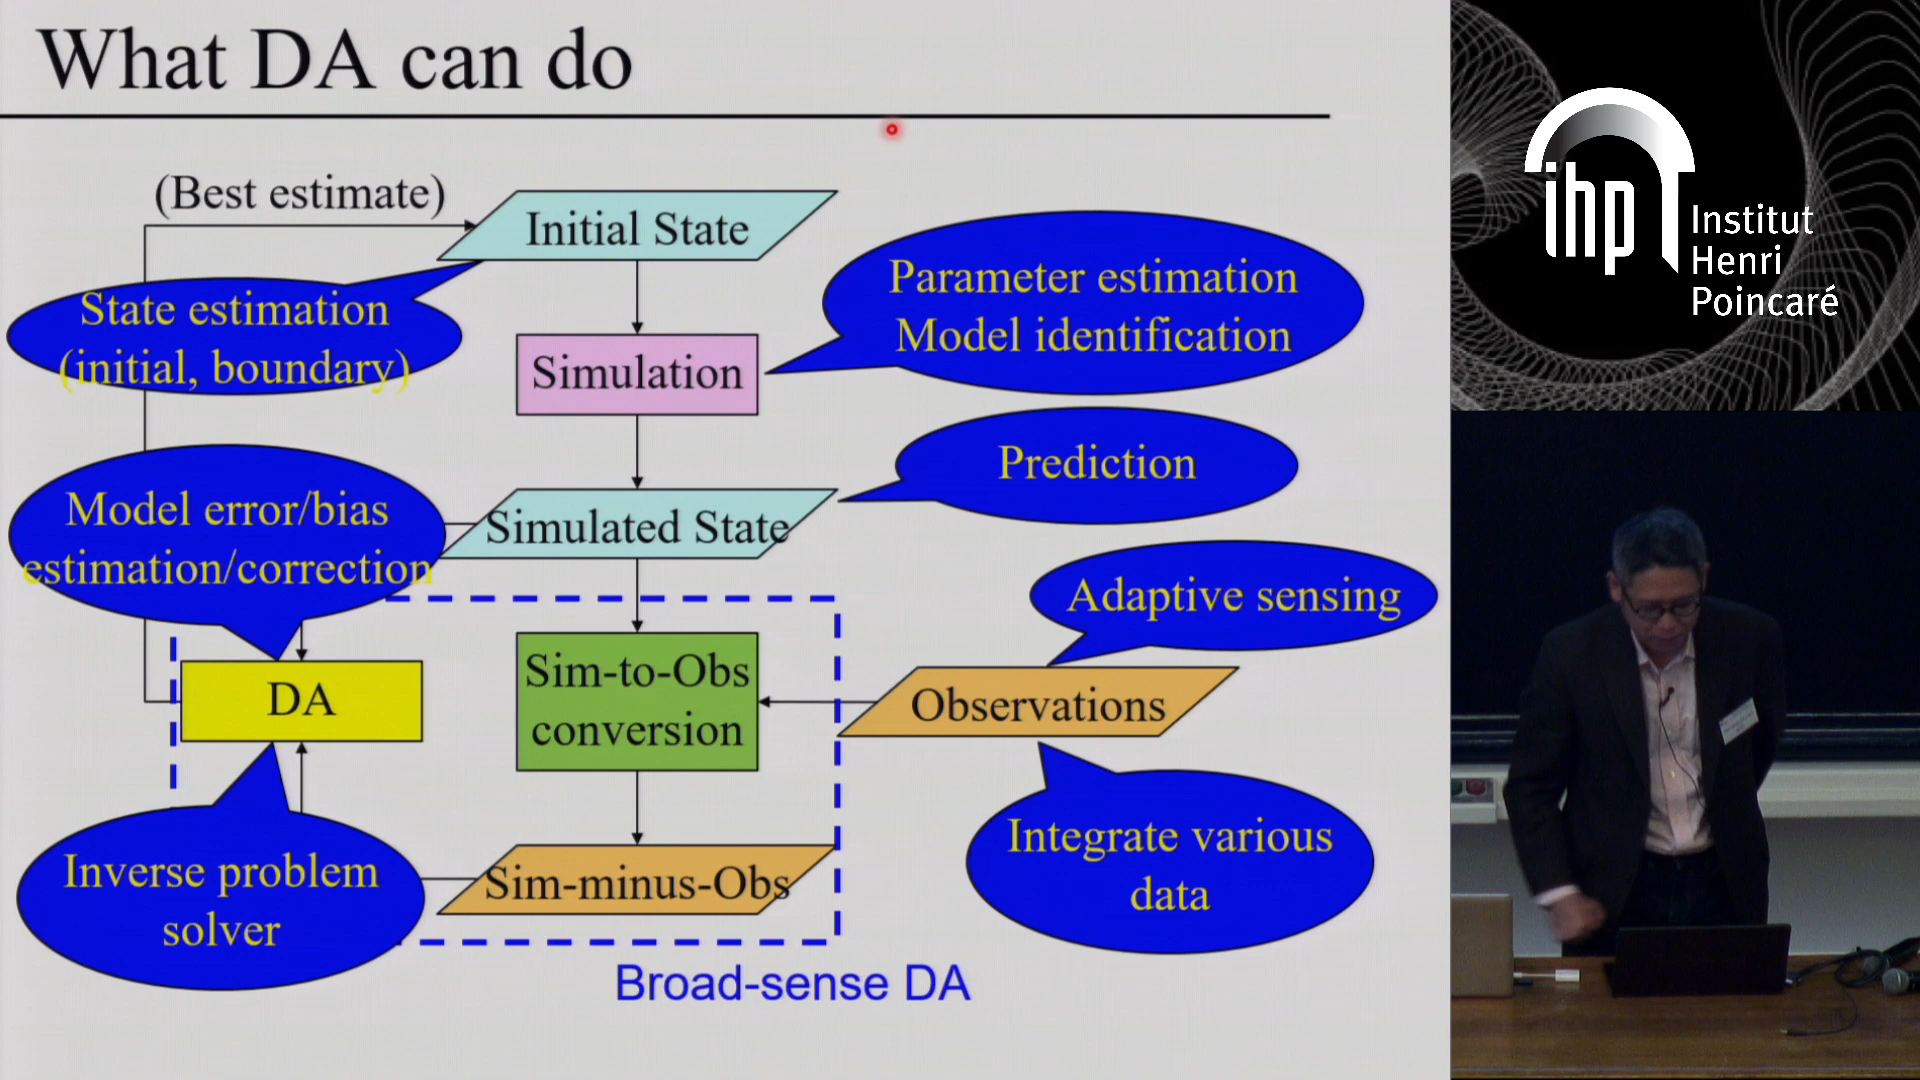 What DA can do
(Best estimate)
Initial State
State estimation
(initial, boundary)
Parameter estimation
Model identification
Simulation
Prediction
Model error/bias
estimation/correction
Simulated State
Adaptive sensing
DA
Sim-to-Obs
conversion
Observations
Inverse problem
solver
Sim-minus-Obs
Integrate various
data
Broad-sense DA
ihp
Institut
Henri
Poincaré